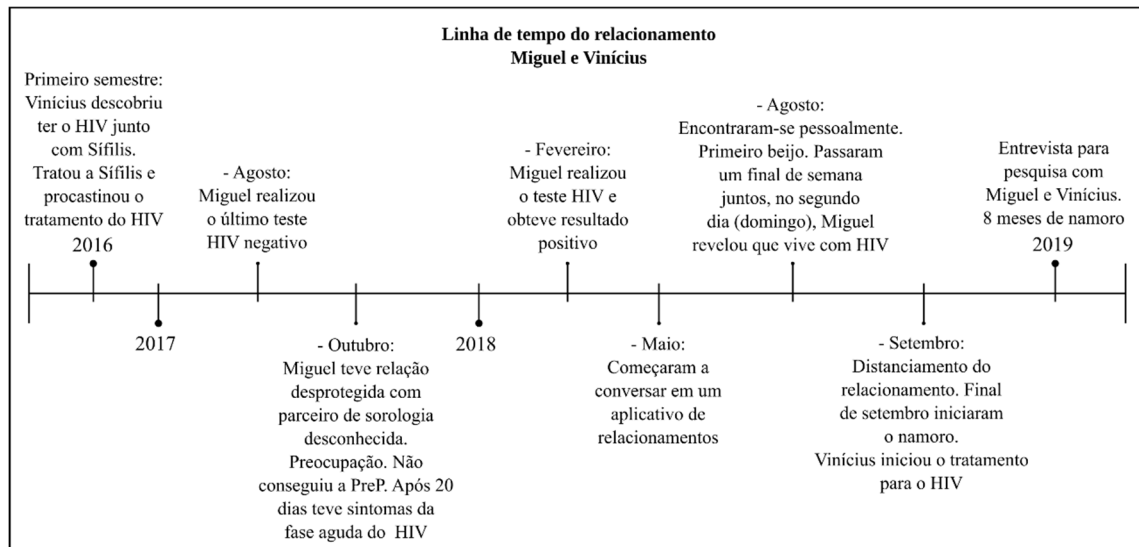 Linha de tempo do relacionamento
Miguel e Vinícius
Primeiro semestre:
Vinícius descobriu
ter o HIV junto
com Sífilis.
Tratou a Sífilis e
procastinou o
tratamento do HIV
2016
2017
- Agosto:
Miguel realizou
o último teste
HIV negativo
- Outubro:
Miguel teve relação
desprotegida com
parceiro de sorologia
desconhecida.
Preocupação. Não
conseguiu a PreP. Após 20
dias teve sintomas da
fase aguda do HIV
2018
- Fevereiro:
Miguel realizou
o teste HIV e
obteve resultado
positivo
- Maio:
Começaram a
conversar em um
aplicativo de
relacionamentos
- Agosto:
Encontraram-se pessoalmente.
Primeiro beijo. Passaram
um final de semana
juntos, no segundo
dia (domingo), Miguel
revelou que vive com HIV
- Setembro:
Distanciamento do
relacionamento. Final
de setembro iniciaram
o namoro.
Vinícius iniciou o tratamento
para o HIV
Entrevista para
pesquisa com
Miguel e Vinícius.
8 meses de namoro
2019